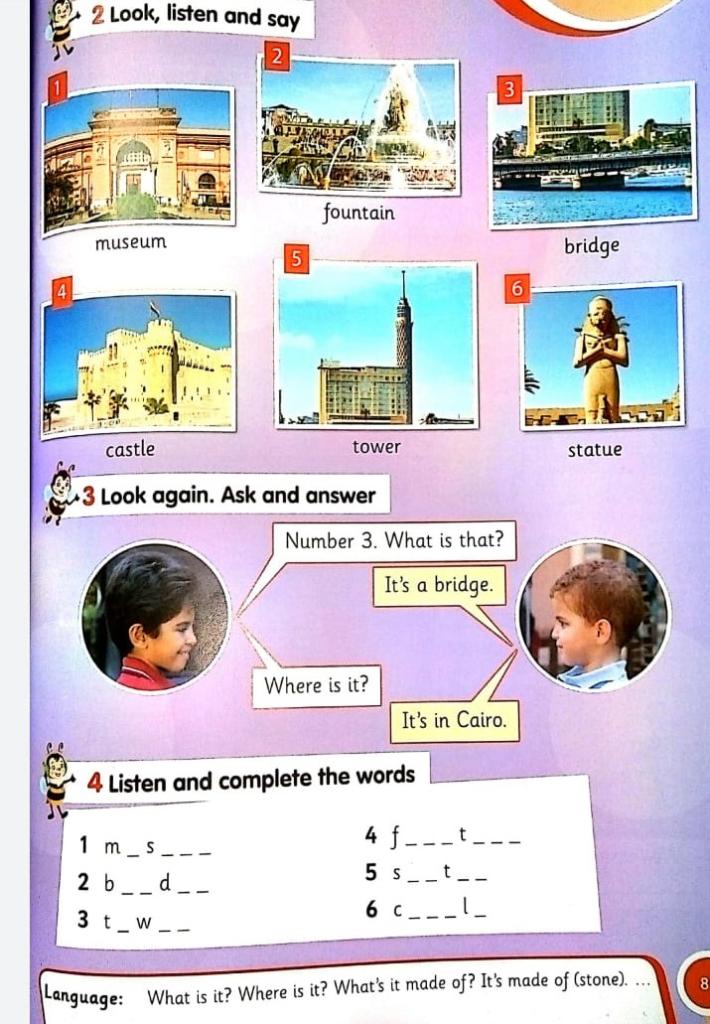 2 Look, listen and say
1
2
3
museum
fountain
bridge
4
5
6
castle
tower
statue
3 Look again. Ask and answer
Number 3. What is that?
It's a bridge.
Where is it?
It's in Cairo.
4 Listen and complete the words
1 m _ s _ _ _
2 b _ _ d _ _
3 t _ w _ _
4 f _ _ _ t _ _ _
5 s _ _ t _ _
6 c _ _ _ l _
Language: What is it? Where is it? What's it made of? It's made of (stone). ...
8